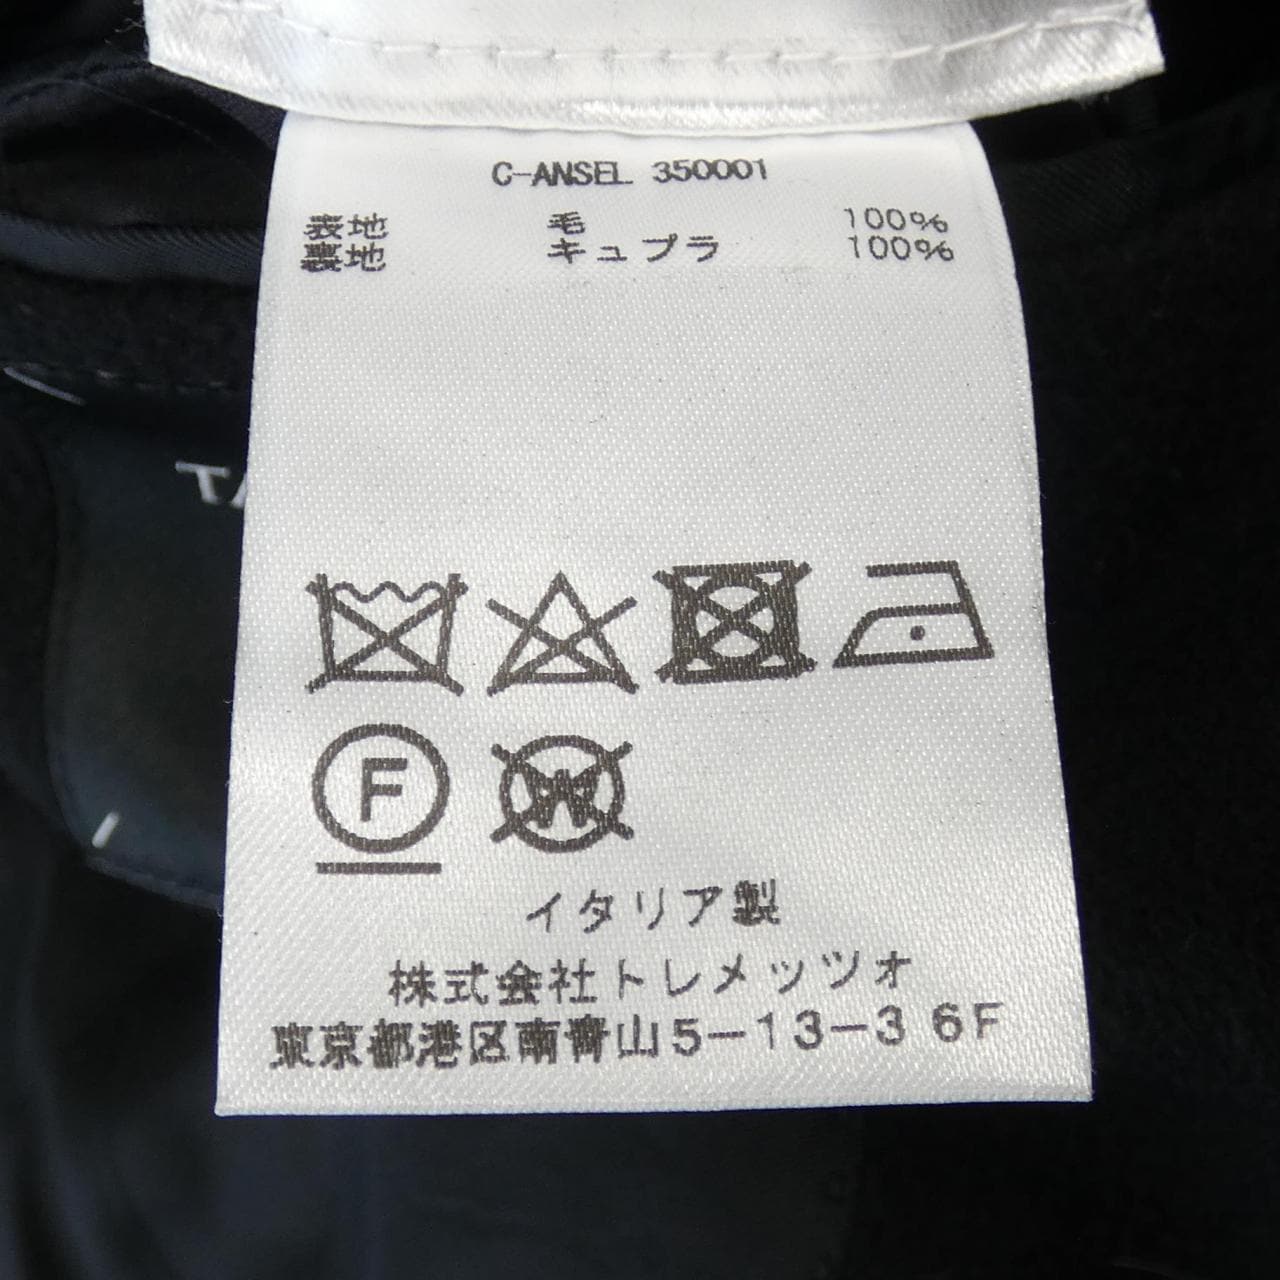 C-ANSEL 350001
表地 毛 100%
裏地 キュプラ 100%
TA
F
W
イタリア製
株式会社トレメッツォ
東京都港区南青山5-13-3 6F